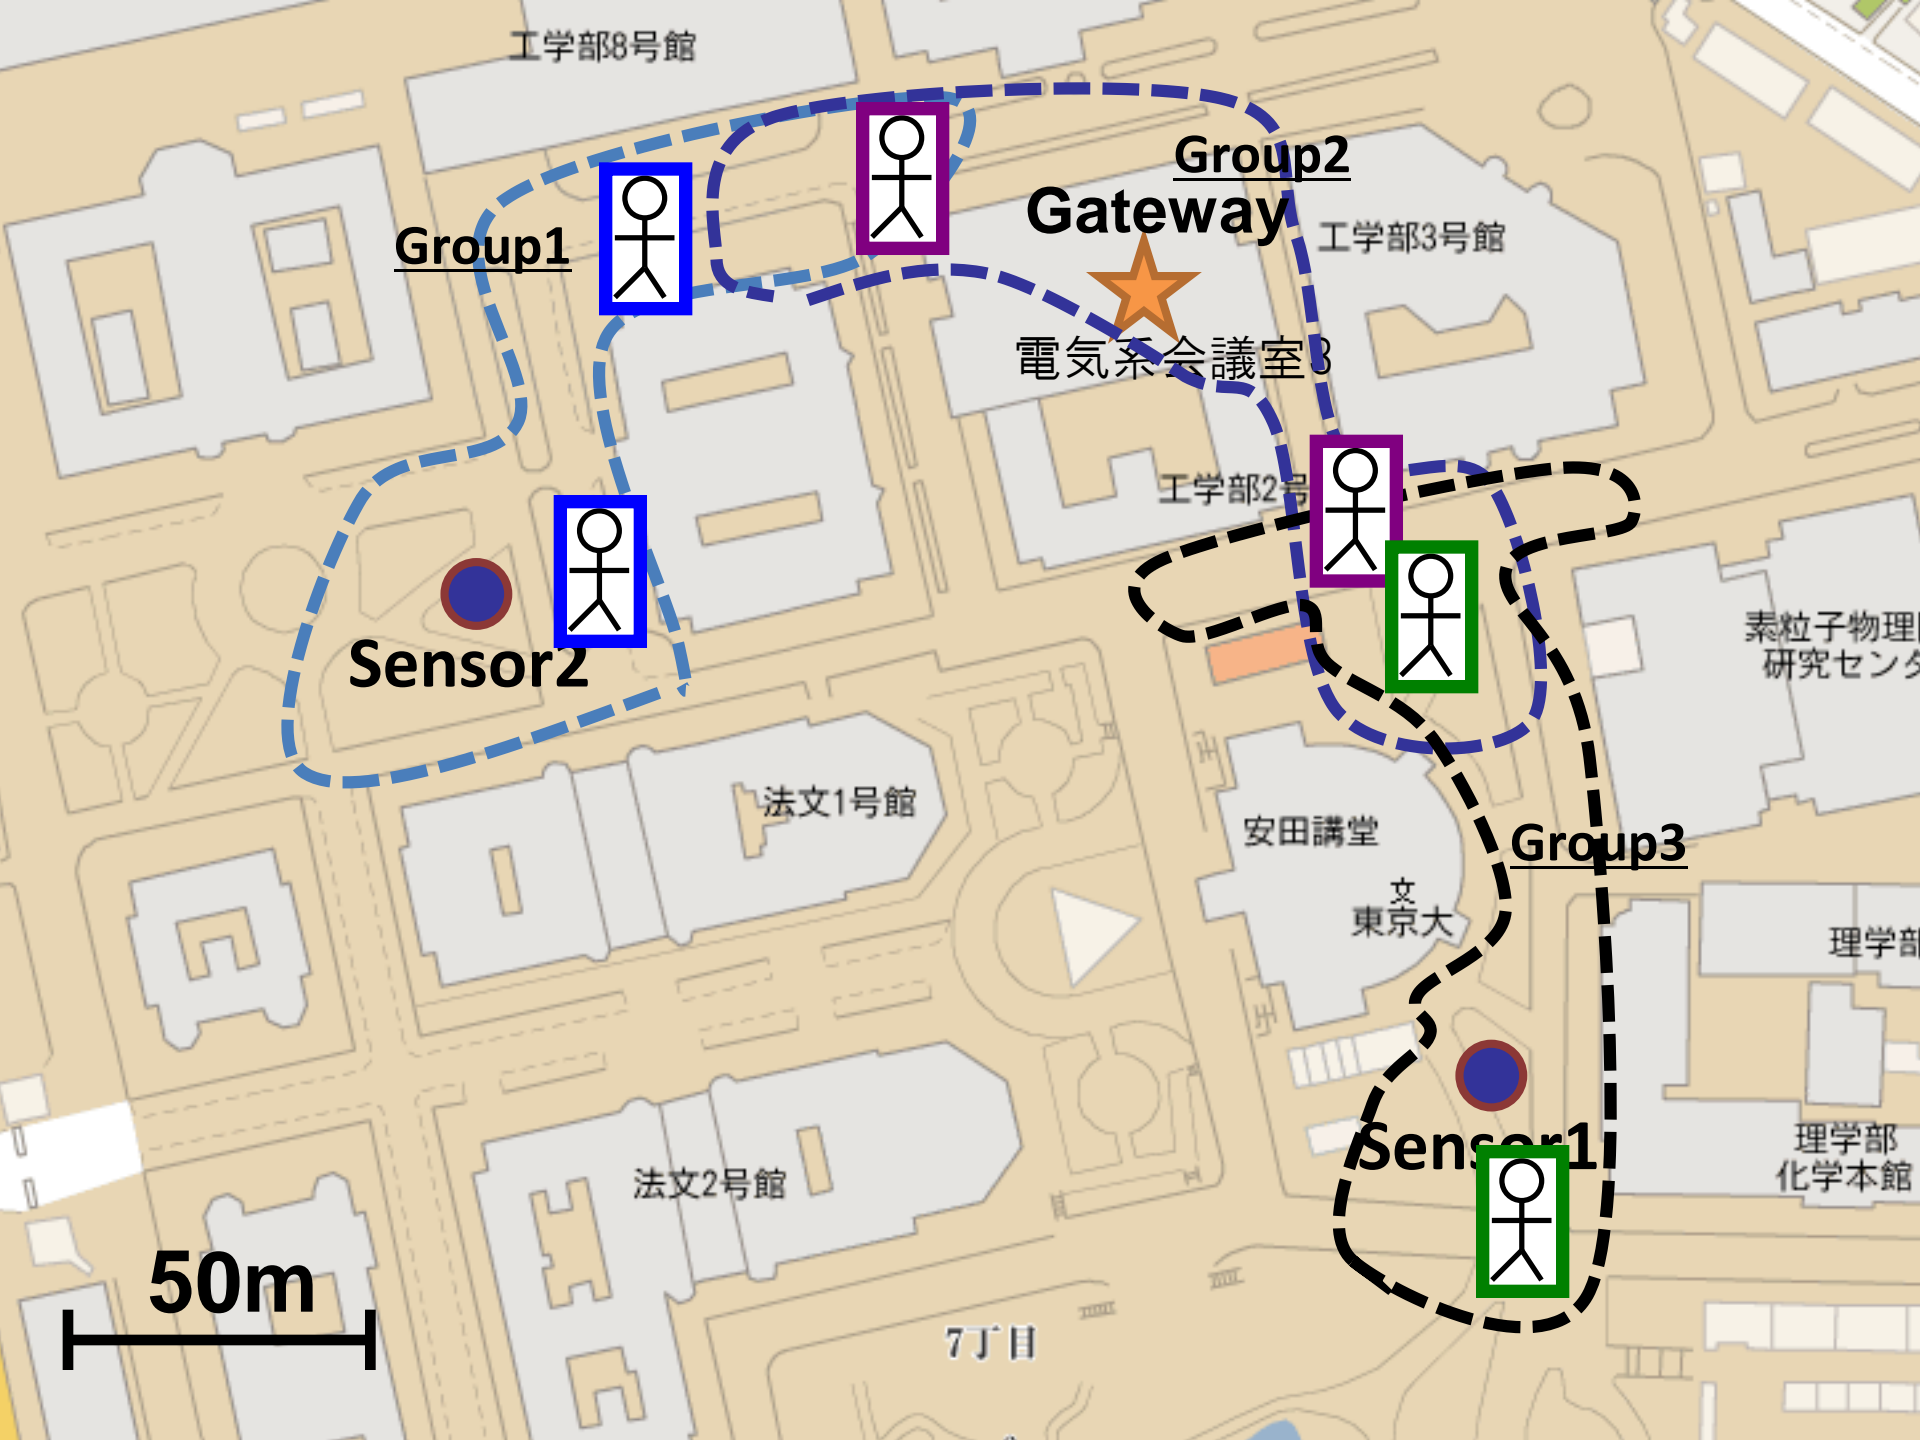 工学部8号館
Group2
Gateway
工学部3号館
Group1
電気系会議室3
工学部2号
素粒子物理
研究セン
Sensor2
法文1号館
安田講堂
Group3
文
東京大
理学部
Sensor1
理学部
化学本館
法文2号館
50m
7丁目